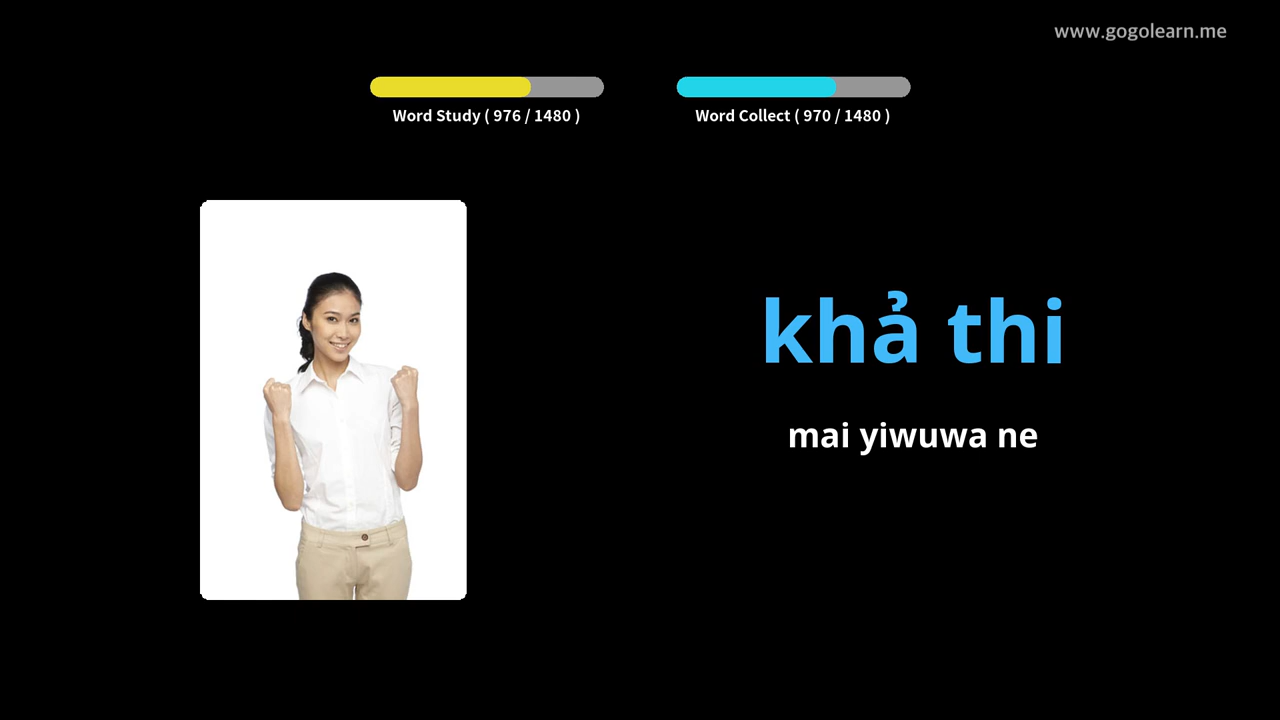 www.gogolearn.me
Word Study ( 976 / 1480 )
Word Collect ( 970 / 1480 )
khả thi
mai yiwuwa ne